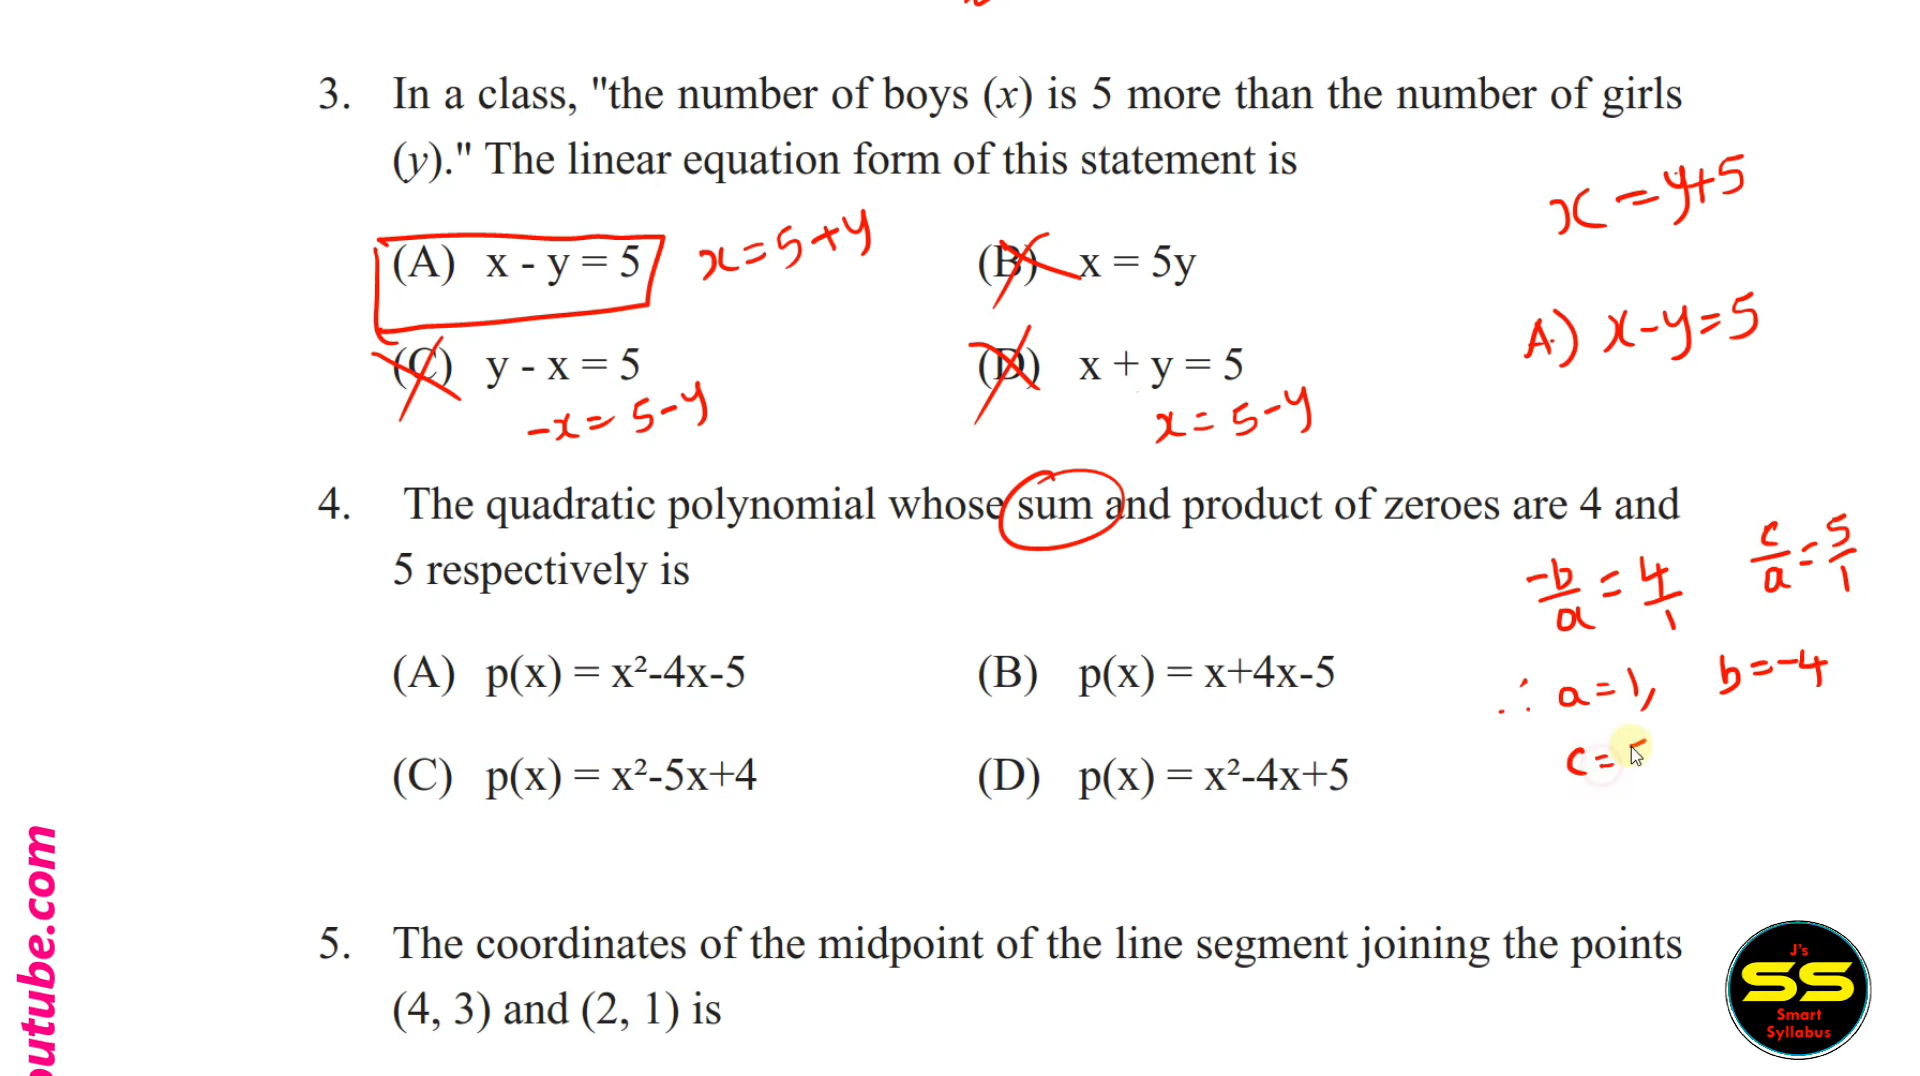 3. In a class, "the number of boys (x) is 5 more than the number of girls
(y)." The linear equation form of this statement is
x = y+5
(A) x - y = 5 x = 5+y (B) x = 5y
A) x-y=5
(C) y - x = 5 (D) x + y = 5
-x = 5-y x = 5-y
4. The quadratic polynomial whose sum and product of zeroes are 4 and
5 respectively is
-b/a = 4/1 c/a = 5/1
(A) p(x) = x²-4x-5 (B) p(x) = x+4x-5
∴ a=1, b=-4
(C) p(x) = x²-5x+4 (D) p(x) = x²-4x+5
c=
5. The coordinates of the midpoint of the line segment joining the points
(4, 3) and (2, 1) is
outube.com
J's
SS
Smart
Syllabus